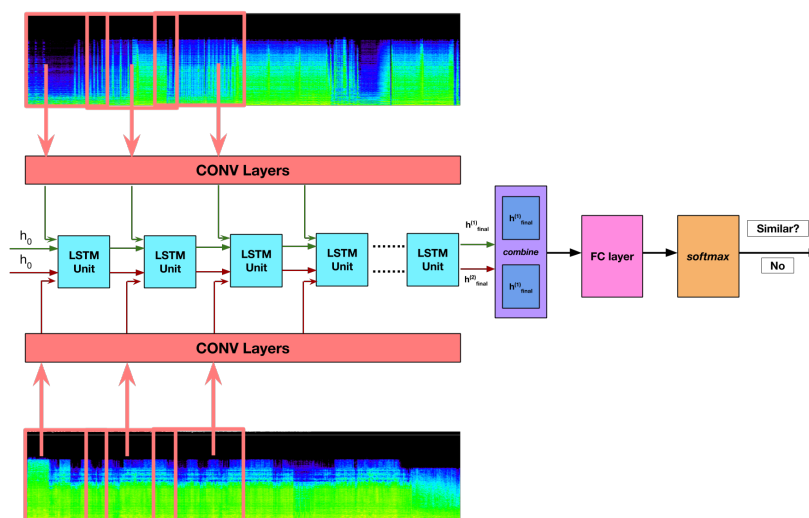 CONV Layers
h0
h0
LSTM
Unit
LSTM
Unit
LSTM
Unit
LSTM
Unit
LSTM
Unit
h(1)final
h(2)final
h(1)final
combine
h(1)final
FC layer
softmax
Similar?
No
CONV Layers